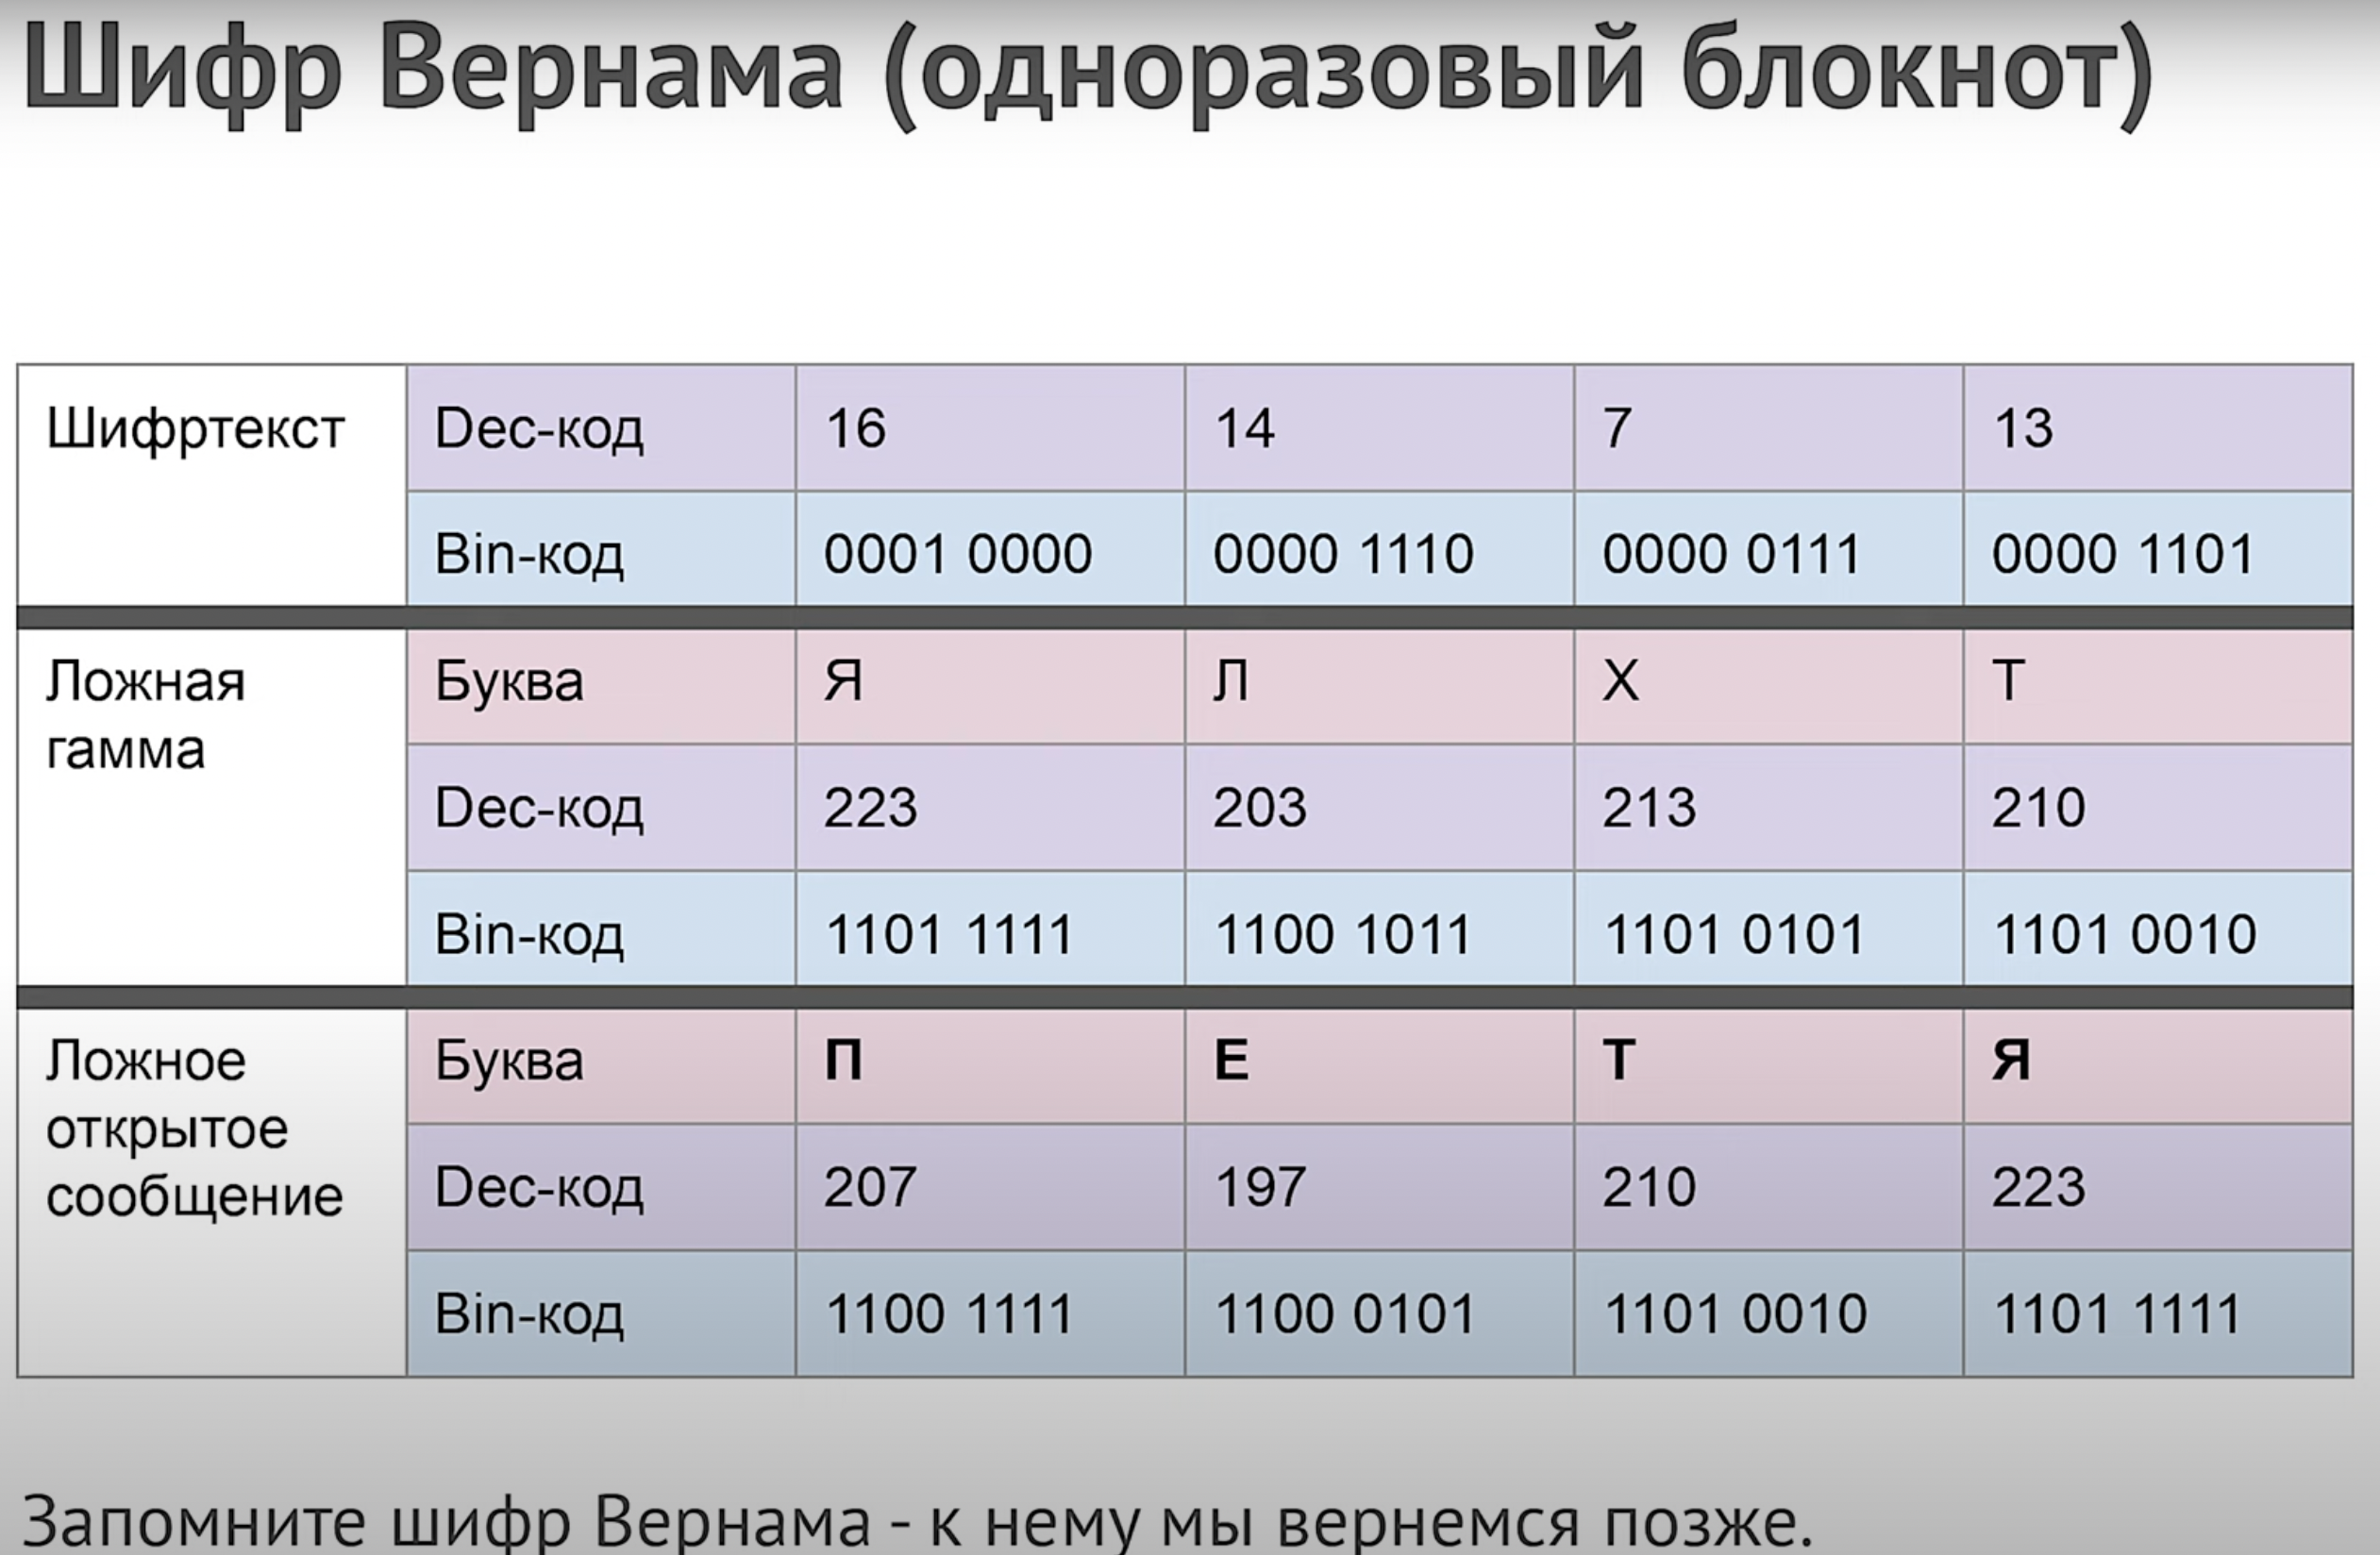 Шифр Вернама (одноразовый блокнот)
Шифртекст Dec-код 16 14 7 13
Bin-код 0001 0000 0000 1110 0000 0111 0000 1101
Ложная гамма Буква Я Л Х Т
Dec-код 223 203 213 210
Bin-код 1101 1111 1100 1011 1101 0101 1101 0010
Ложное открытое сообщение Буква П Е Т Я
Dec-код 207 197 210 223
Bin-код 1100 1111 1100 0101 1101 0010 1101 1111
Запомните шифр Вернама - к нему мы вернемся позже.